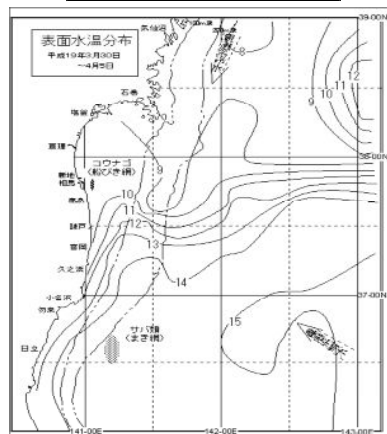 表面水温分布
平成19年3月30日
～4月5日
気仙沼
石巻
塩釜
亘理
コウナゴ
(船びき網)
相馬
請戸
富岡
久之浜
小名浜
勿来
日立
サバ類
(まき網)
8
9
10
11
12
9
10
11
12
13
14
15
39-00N
38-00N
37-00N
141-00E
142-00E
143-00E